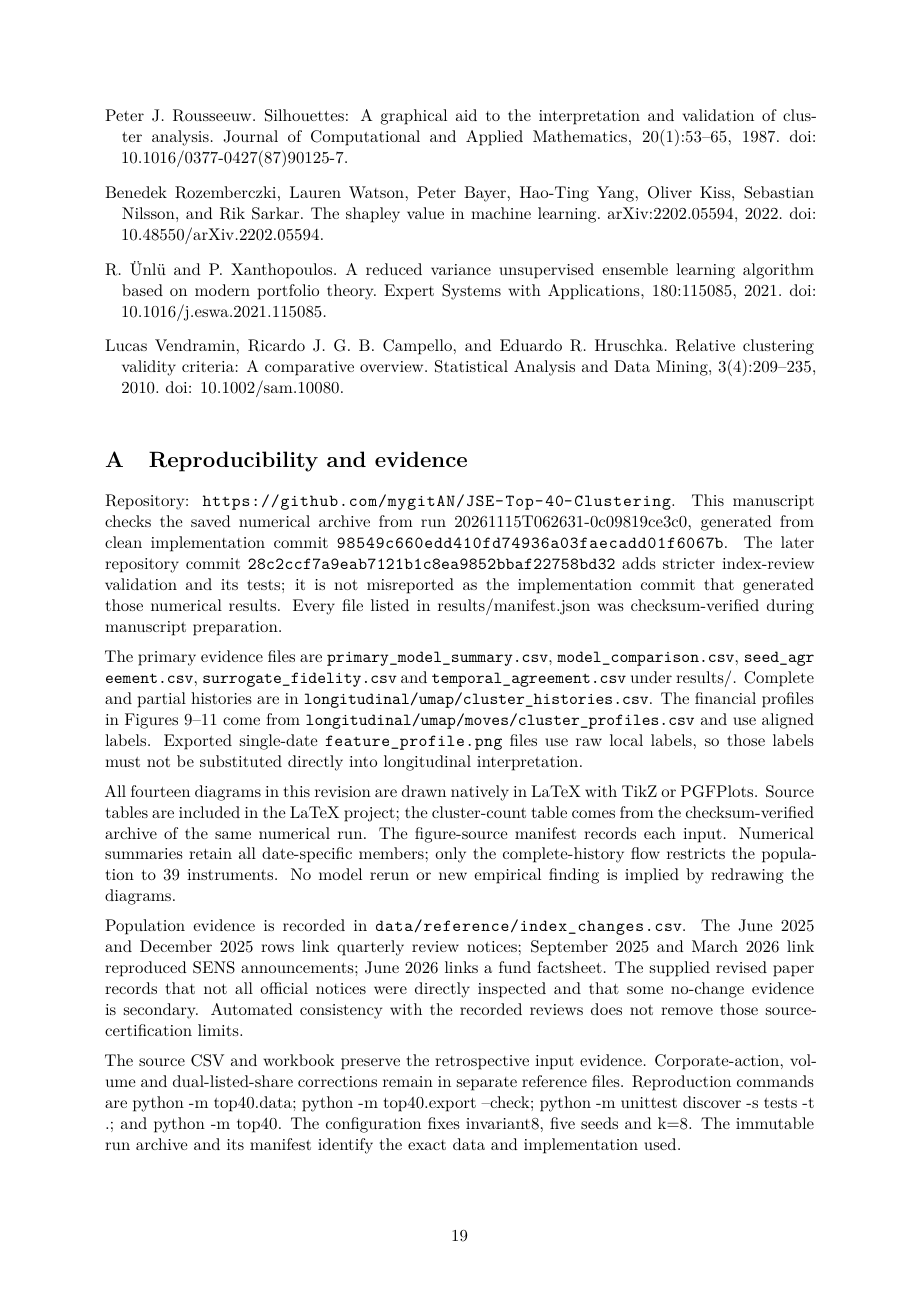 Peter J. Rousseeuw. Silhouettes: A graphical aid to the interpretation and validation of clus-
ter analysis. Journal of Computational and Applied Mathematics, 20(1):53–65, 1987. doi:
10.1016/0377-0427(87)90125-7.
Benedek Rozemberczki, Lauren Watson, Peter Bayer, Hao-Ting Yang, Oliver Kiss, Sebastian
Nilsson, and Rik Sarkar. The shapley value in machine learning. arXiv:2202.05594, 2022. doi:
10.48550/arXiv.2202.05594.
R. Ünlü and P. Xanthopoulos. A reduced variance unsupervised ensemble learning algorithm
based on modern portfolio theory. Expert Systems with Applications, 180:115085, 2021. doi:
10.1016/j.eswa.2021.115085.
Lucas Vendramin, Ricardo J. G. B. Campello, and Eduardo R. Hruschka. Relative clustering
validity criteria: A comparative overview. Statistical Analysis and Data Mining, 3(4):209–235,
2010. doi: 10.1002/sam.10080.
A Reproducibility and evidence
Repository: https://github.com/mygitAN/JSE-Top-40-Clustering. This manuscript
checks the saved numerical archive from run 20261115T062631-0c09819ce3c0, generated from
clean implementation commit 98549c660edd410fd74936a03faecadd01f6067b. The later
repository commit 28c2ccf7a9eab7121b1c8ea9852bbaf22758bd32 adds stricter index-review
validation and its tests; it is not misreported as the implementation commit that generated
those numerical results. Every file listed in results/manifest.json was checksum-verified during
manuscript preparation.
The primary evidence files are primary_model_summary.csv, model_comparison.csv, seed_agr
eement.csv, surrogate_fidelity.csv and temporal_agreement.csv under results/. Complete
and partial histories are in longitudinal/umap/cluster_histories.csv. The financial profiles
in Figures 9–11 come from longitudinal/umap/moves/cluster_profiles.csv and use aligned
labels. Exported single-date feature_profile.png files use raw local labels, so those labels
must not be substituted directly into longitudinal interpretation.
All fourteen diagrams in this revision are drawn natively in LaTeX with TikZ or PGFPlots. Source
tables are included in the LaTeX project; the cluster-count table comes from the checksum-verified
archive of the same numerical run. The figure-source manifest records each input. Numerical
summaries retain all date-specific members; only the complete-history flow restricts the popula-
tion to 39 instruments. No model rerun or new empirical finding is implied by redrawing the
diagrams.
Population evidence is recorded in data/reference/index_changes.csv. The June 2025
and December 2025 rows link quarterly review notices; September 2025 and March 2026 link
reproduced SENS announcements; June 2026 links a fund factsheet. The supplied revised paper
records that not all official notices were directly inspected and that some no-change evidence
is secondary. Automated consistency with the recorded reviews does not remove those source-
certification limits.
The source CSV and workbook preserve the retrospective input evidence. Corporate-action, vol-
ume and dual-listed-share corrections remain in separate reference files. Reproduction commands
are python -m top40.data; python -m top40.export –check; python -m unittest discover -s tests -t
.; and python -m top40. The configuration fixes invariant8, five seeds and k=8. The immutable
run archive and its manifest identify the exact data and implementation used.
19